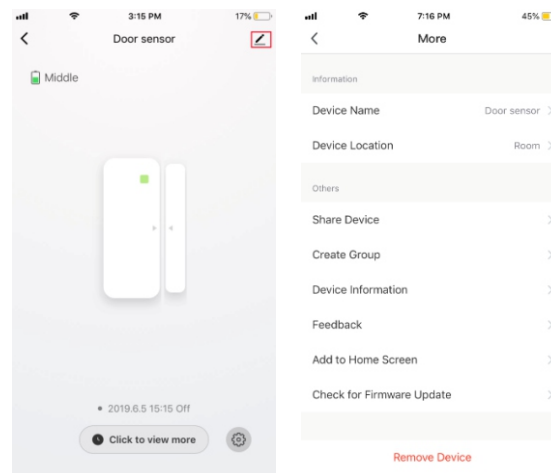 3:15 PM
17%
Door sensor
Middle
2019.6.5 15:15 Off
Click to view more
7:16 PM
45%
More
Information
Device Name Door sensor
Device Location Room
Others
Share Device
Create Group
Device Information
Feedback
Add to Home Screen
Check for Firmware Update
Remove Device